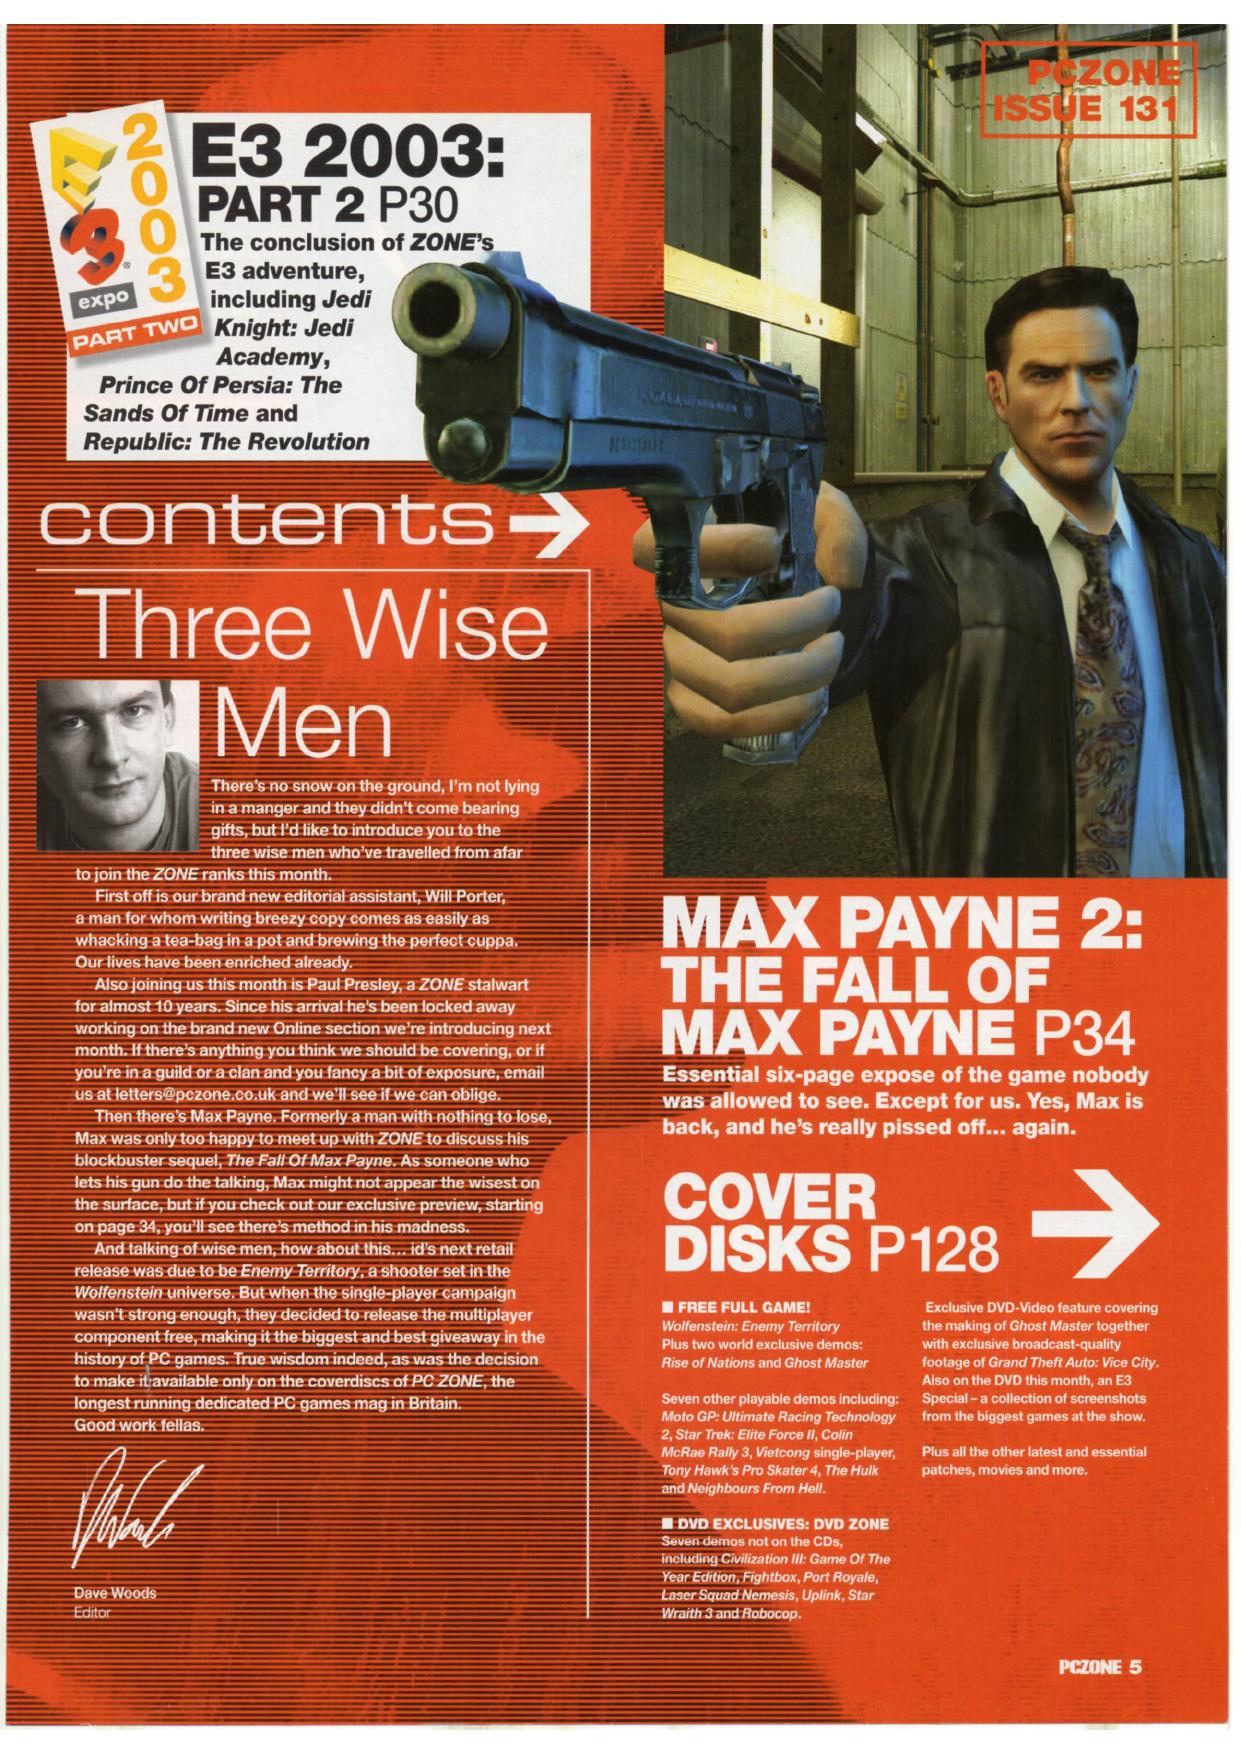 PCZONE
ISSUE 131
E3
2003
expo
PART TWO
E3 2003:
PART 2 P30
The conclusion of ZONE's
E3 adventure,
including Jedi
Knight: Jedi
Academy,
Prince Of Persia: The
Sands Of Time and
Republic: The Revolution
contents
Three Wise
Men
There's no snow on the ground, I'm not lying
in a manger and they didn't come bearing
gifts, but I'd like to introduce you to the
three wise men who've travelled from afar
to join the ZONE ranks this month.
First off is our brand new editorial assistant, Will Porter,
a man for whom writing breezy copy comes as easily as
whacking a tea-bag in a pot and brewing the perfect cuppa.
Our lives have been enriched already.
Also joining us this month is Paul Presley, a ZONE stalwart
for almost 10 years. Since his arrival he's been locked away
working on the brand new Online section we're introducing next
month. If there's anything you think we should be covering, or if
you're in a guild or a clan and you fancy a bit of exposure, email
us at letters@pczone.co.uk and we'll see if we can oblige.
Then there's Max Payne. Formerly a man with nothing to lose,
Max was only too happy to meet up with ZONE to discuss his
blockbuster sequel, The Fall Of Max Payne. As someone who
lets his gun do the talking, Max might not appear the wisest on
the surface, but if you check out our exclusive preview, starting
on page 34, you'll see there's method in his madness.
And talking of wise men, how about this... id's next retail
release was due to be Enemy Territory, a shooter set in the
Wolfenstein universe. But when the single-player campaign
wasn't strong enough, they decided to release the multiplayer
component free, making it the biggest and best giveaway in the
history of PC games. True wisdom indeed, as was the decision
to make it available only on the coverdiscs of PC ZONE, the
longest running dedicated PC games mag in Britain.
Good work fellas.
Dave Woods
Editor
MAX PAYNE 2:
THE FALL OF
MAX PAYNE P34
Essential six-page expose of the game nobody
was allowed to see. Except for us. Yes, Max is
back, and he's really pissed off... again.
COVER
DISKS P128
■ FREE FULL GAME!
Wolfenstein: Enemy Territory
Plus two world exclusive demos:
Rise of Nations and Ghost Master
Seven other playable demos including:
Moto GP: Ultimate Racing Technology
2, Star Trek: Elite Force II, Colin
McRae Rally 3, Vietcong single-player,
Tony Hawk's Pro Skater 4, The Hulk
and Neighbours From Hell.
■ DVD EXCLUSIVES: DVD ZONE
Seven demos not on the CDs,
including Civilization III: Game Of The
Year Edition, Fightbox, Port Royale,
Laser Squad Nemesis, Uplink, Star
Wraith 3 and Robocop.
Exclusive DVD-Video feature covering
the making of Ghost Master together
with exclusive broadcast-quality
footage of Grand Theft Auto: Vice City.
Also on the DVD this month, an E3
Special – a collection of screenshots
from the biggest games at the show.
Plus all the other latest and essential
patches, movies and more.
PCZONE 5